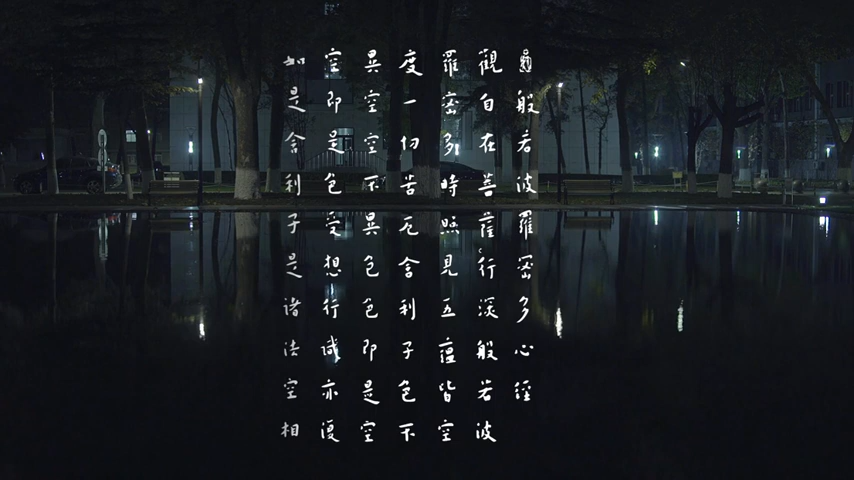 般若波羅密多心經
觀自在菩薩行深般若波
羅密多時照見五蘊皆空
度一切苦厄舍利子色不
異空空不異色色即是空
空即是色受想行識亦復
如是舍利子是諸法空相